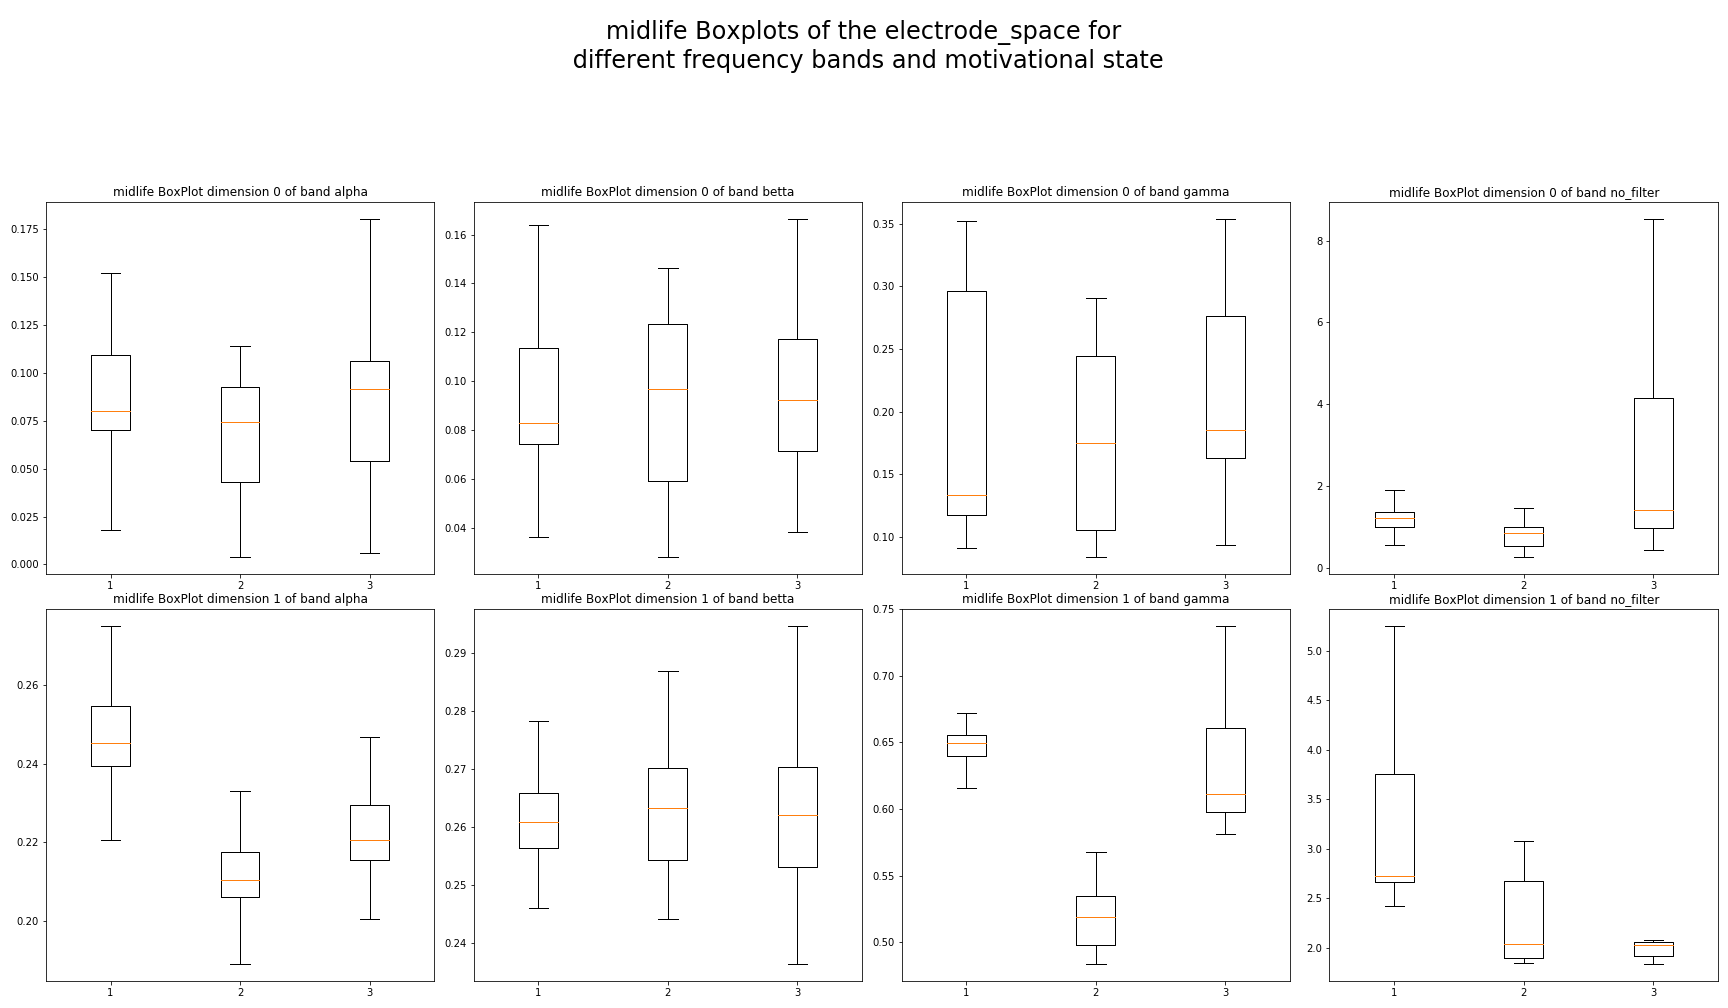 midlife Boxplots of the electrode_space for
different frequency bands and motivational state
midlife BoxPlot dimension 0 of band alpha
0.175
0.150
0.125
0.100
0.075
0.050
0.025
0.000
1 2 3
midlife BoxPlot dimension 0 of band betta
0.16
0.14
0.12
0.10
0.08
0.06
0.04
1 2 3
midlife BoxPlot dimension 0 of band gamma
0.35
0.30
0.25
0.20
0.15
0.10
1 2 3
midlife BoxPlot dimension 0 of band no_filter
8
6
4
2
0
1 2 3
midlife BoxPlot dimension 1 of band alpha
0.26
0.24
0.22
0.20
1 2 3
midlife BoxPlot dimension 1 of band betta
0.29
0.28
0.27
0.26
0.25
0.24
1 2 3
midlife BoxPlot dimension 1 of band gamma
0.75
0.70
0.65
0.60
0.55
0.50
1 2 3
midlife BoxPlot dimension 1 of band no_filter
5.0
4.5
4.0
3.5
3.0
2.5
2.0
1 2 3